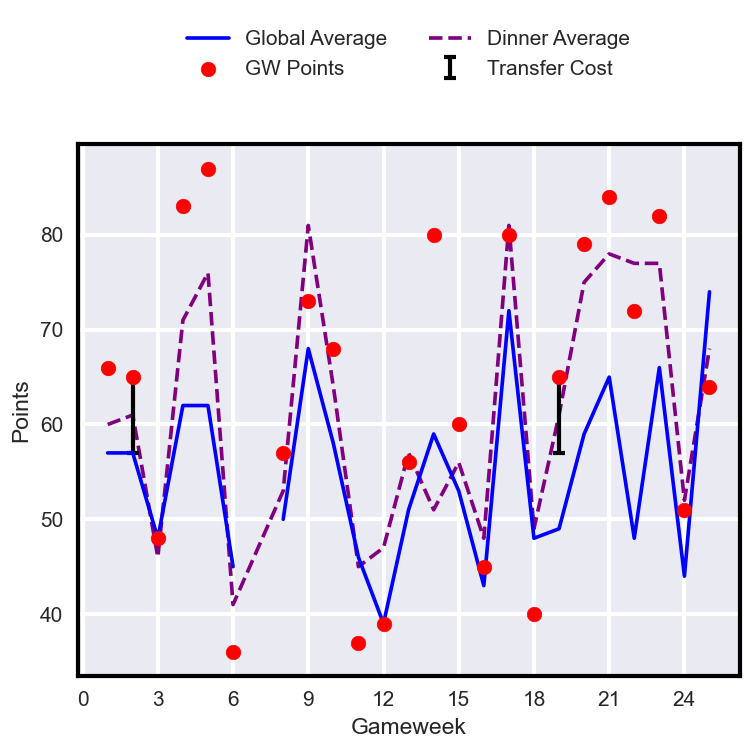 Global Average Dinner Average
GW Points Transfer Cost
80
70
60
50
40
Points
0 3 6 9 12 15 18 21 24
Gameweek